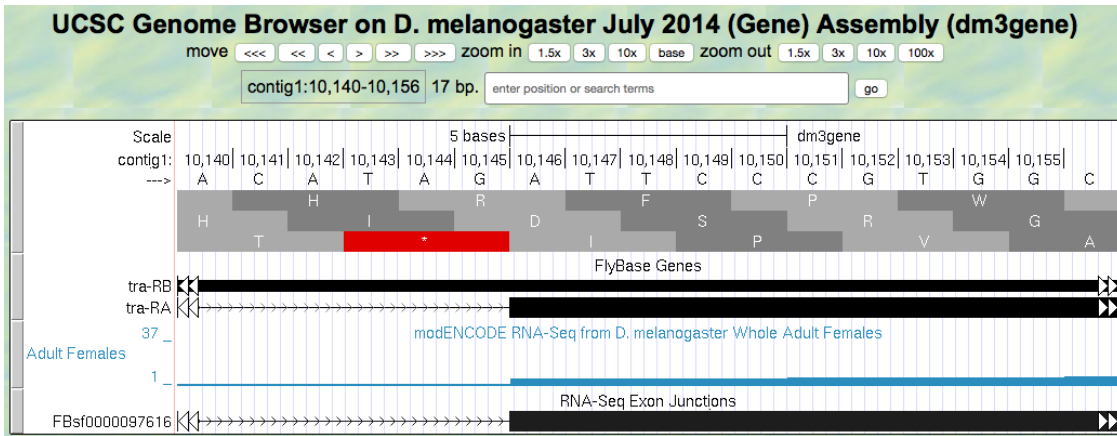 UCSC Genome Browser on D. melanogaster July 2014 (Gene) Assembly (dm3gene)
move <<< << < > >> >>> zoom in 1.5x 3x 10x base zoom out 1.5x 3x 10x 100x
contig1:10,140-10,156 17 bp. enter position or search terms go
Scale 5 bases dm3gene
contig1: 10,140 10,141 10,142 10,143 10,144 10,145 10,146 10,147 10,148 10,149 10,150 10,151 10,152 10,153 10,154 10,155
---> A C A T A G A T T C C C G T G G C
H R F P W
H I D S R G
T * I P V A
FlyBase Genes
tra-RB
tra-RA
37 _ modENCODE RNA-Seq from D. melanogaster Whole Adult Females
Adult Females
1 _
RNA-Seq Exon Junctions
FBsf0000097616